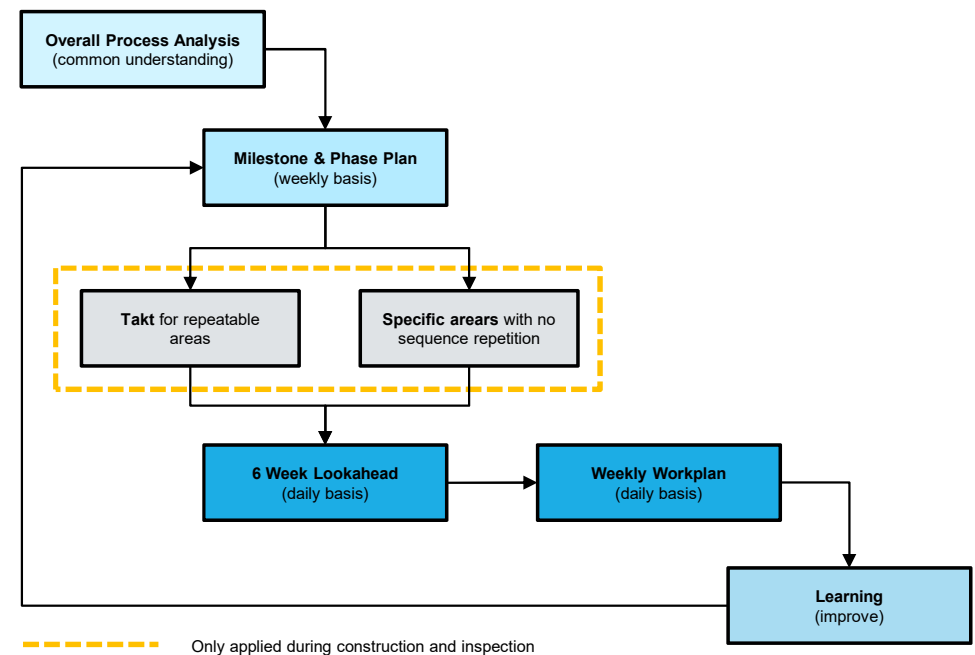 Overall Process Analysis
(common understanding)
Milestone & Phase Plan
(weekly basis)
Takt for repeatable
areas
Specific arears with no
sequence repetition
6 Week Lookahead
(daily basis)
Weekly Workplan
(daily basis)
Learning
(improve)
Only applied during construction and inspection